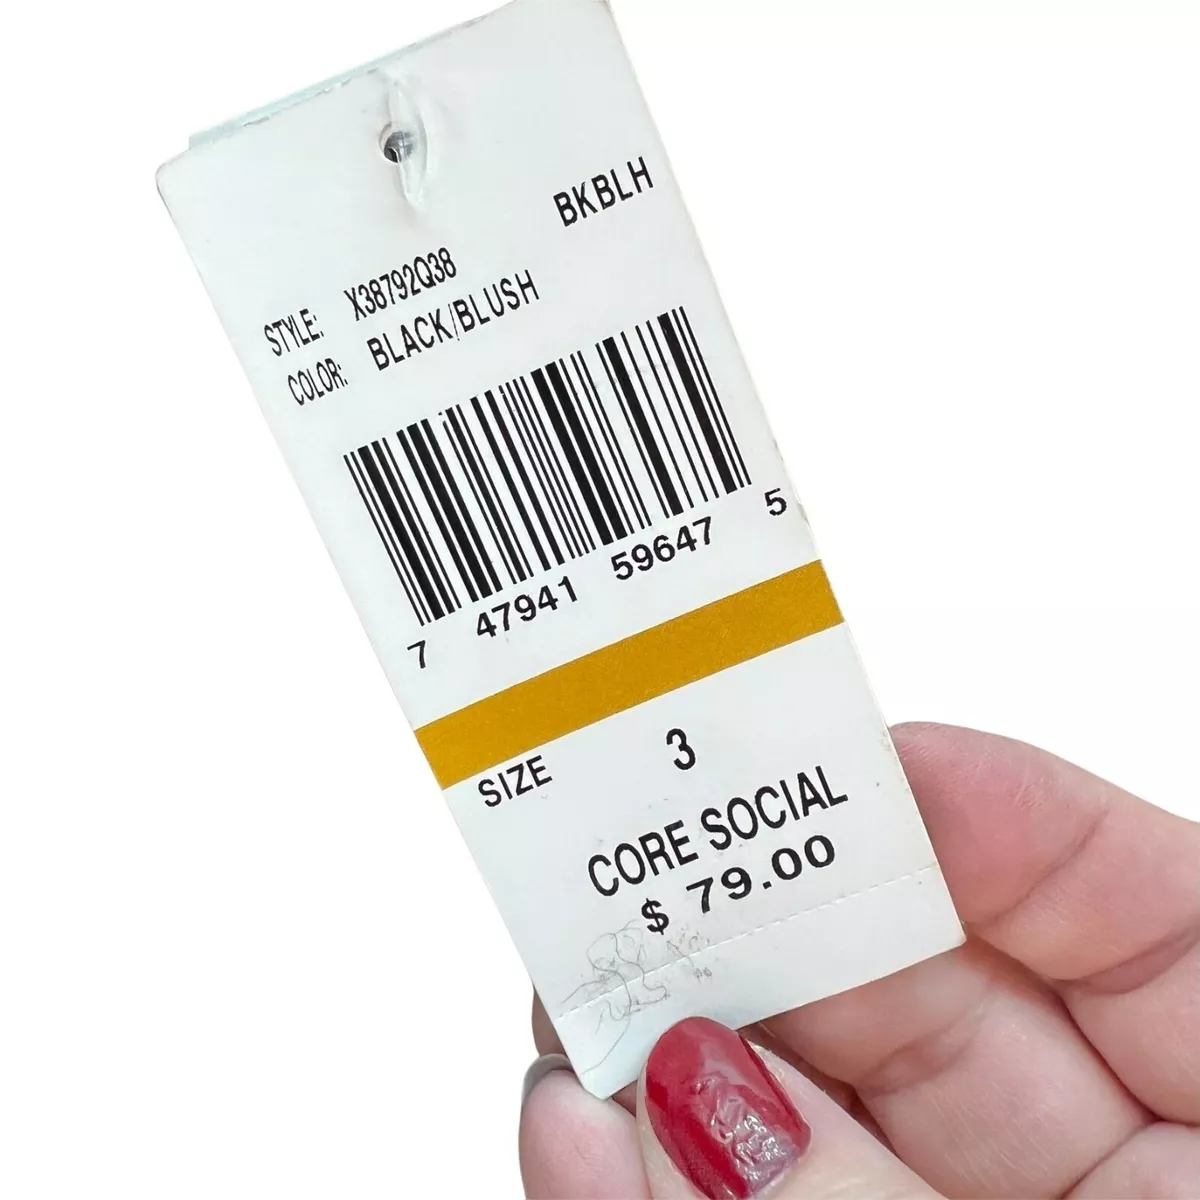 BKBLH
STYLE: X38792Q38
COLOR: BLACK/BLUSH
7 47941 59647 5
SIZE 3
CORE SOCIAL
$ 79.00